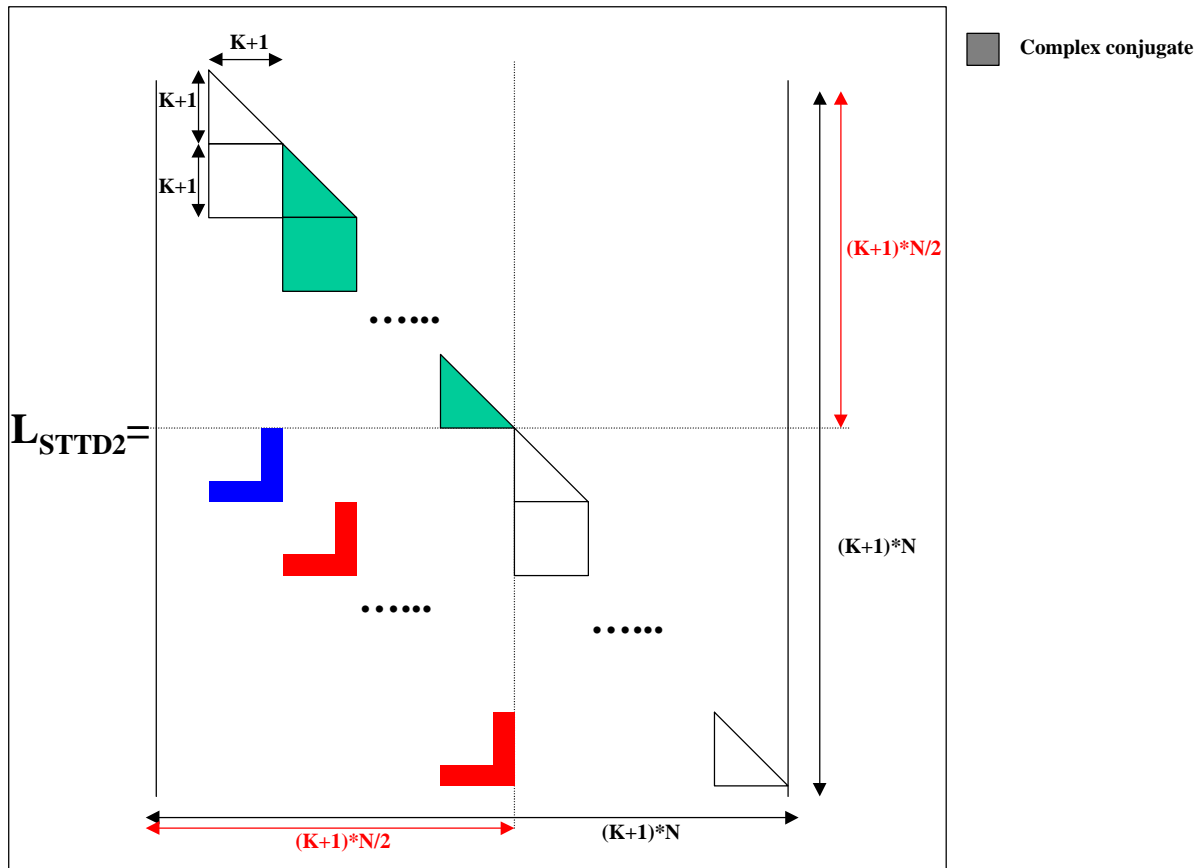 K+1
Complex conjugate
K+1
K+1
(K+1)*N/2
......
L_STTD2=
(K+1)*N
......
......
(K+1)*N/2
(K+1)*N